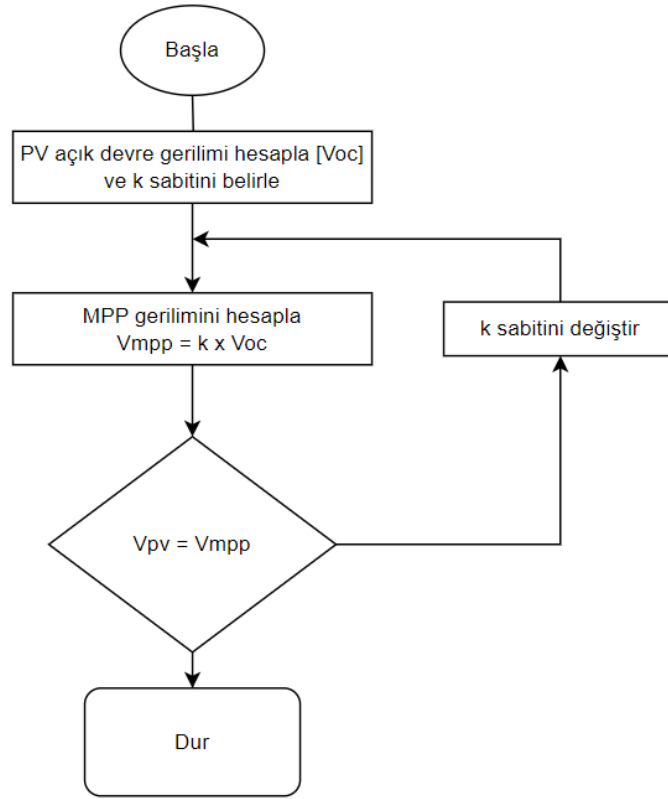 Başla
PV açık devre gerilimi hesapla [Voc]
ve k sabitini belirle
MPP gerilimini hesapla
Vmpp = k x Voc
k sabitini değiştir
Vpv = Vmpp
Dur